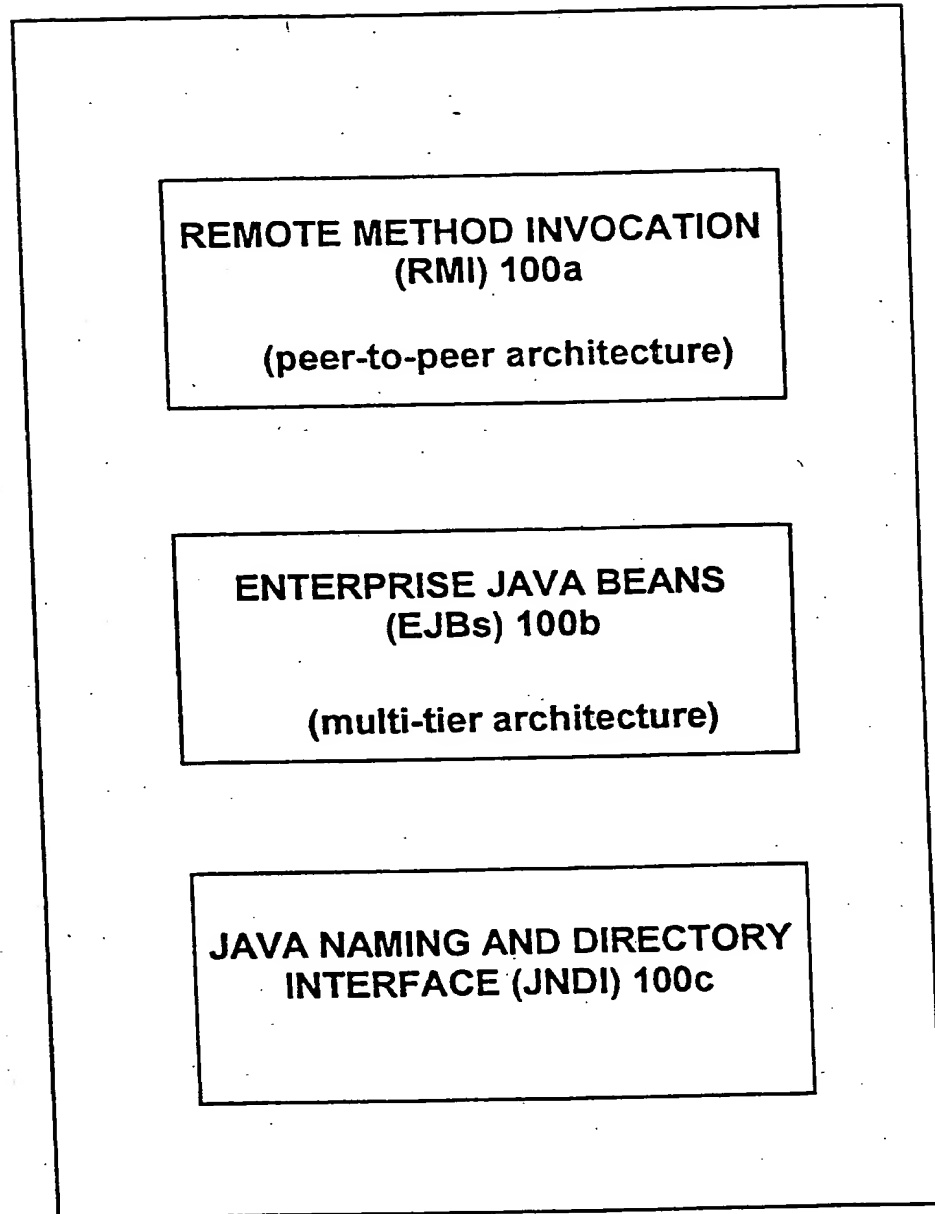 REMOTE METHOD INVOCATION
(RMI) 100a
(peer-to-peer architecture)
ENTERPRISE JAVA BEANS
(EJBs) 100b
(multi-tier architecture)
JAVA NAMING AND DIRECTORY
INTERFACE (JNDI) 100c